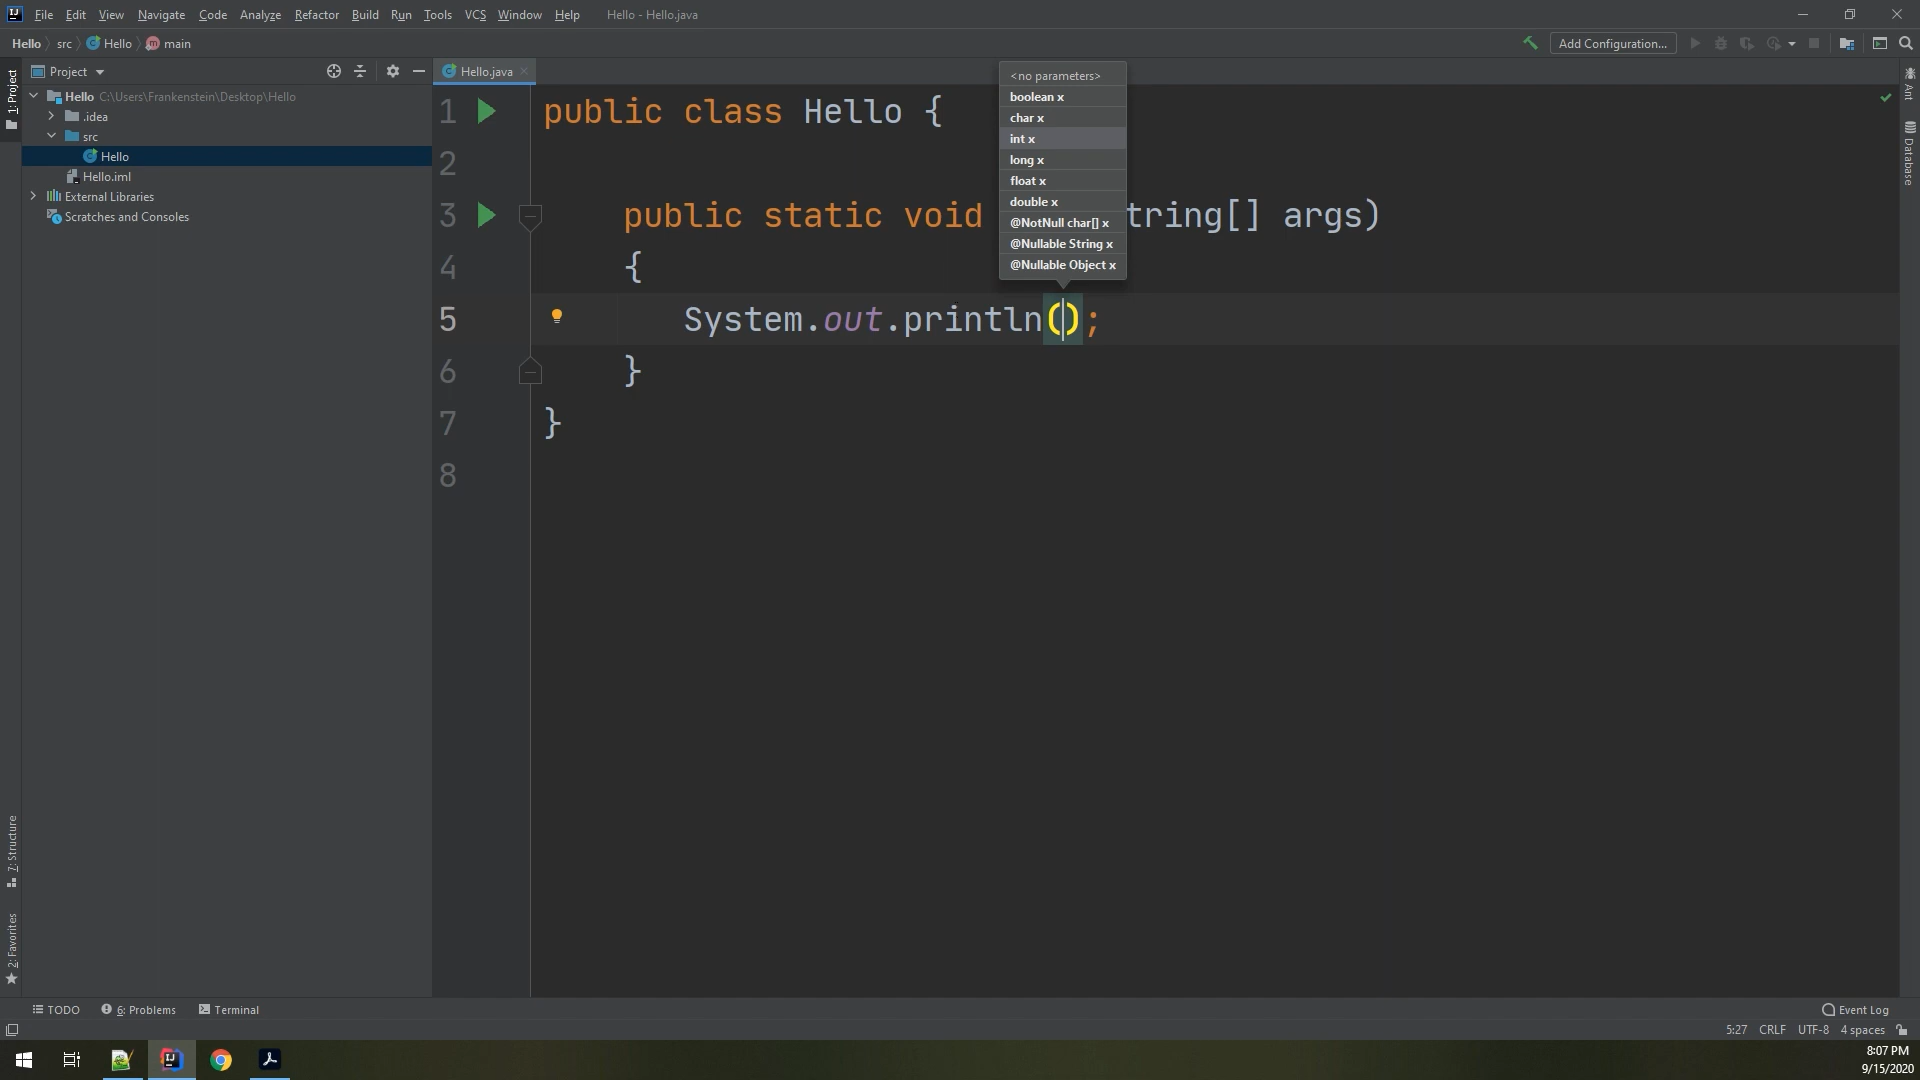 File Edit View Navigate Code Analyze Refactor Build Run Tools VCS Window Help Hello - Hello.java
Hello src Hello main Add Configuration...
1: Project
Project
Hello C:\Users\Frankenstein\Desktop\Hello
.idea
src
Hello
Hello.iml
External Libraries
Scratches and Consoles
7: Structure
2: Favorites
Hello.java
1 public class Hello {
2
3 public static void tring[] args)
4 {
5 System.out.println();
6 }
7 }
8
<no parameters>
boolean x
char x
int x
long x
float x
double x
@NotNull char[] x
@Nullable String x
@Nullable Object x
Ant
Database
TODO 6: Problems Terminal Event Log
5:27 CRLF UTF-8 4 spaces
8:07 PM
9/15/2020